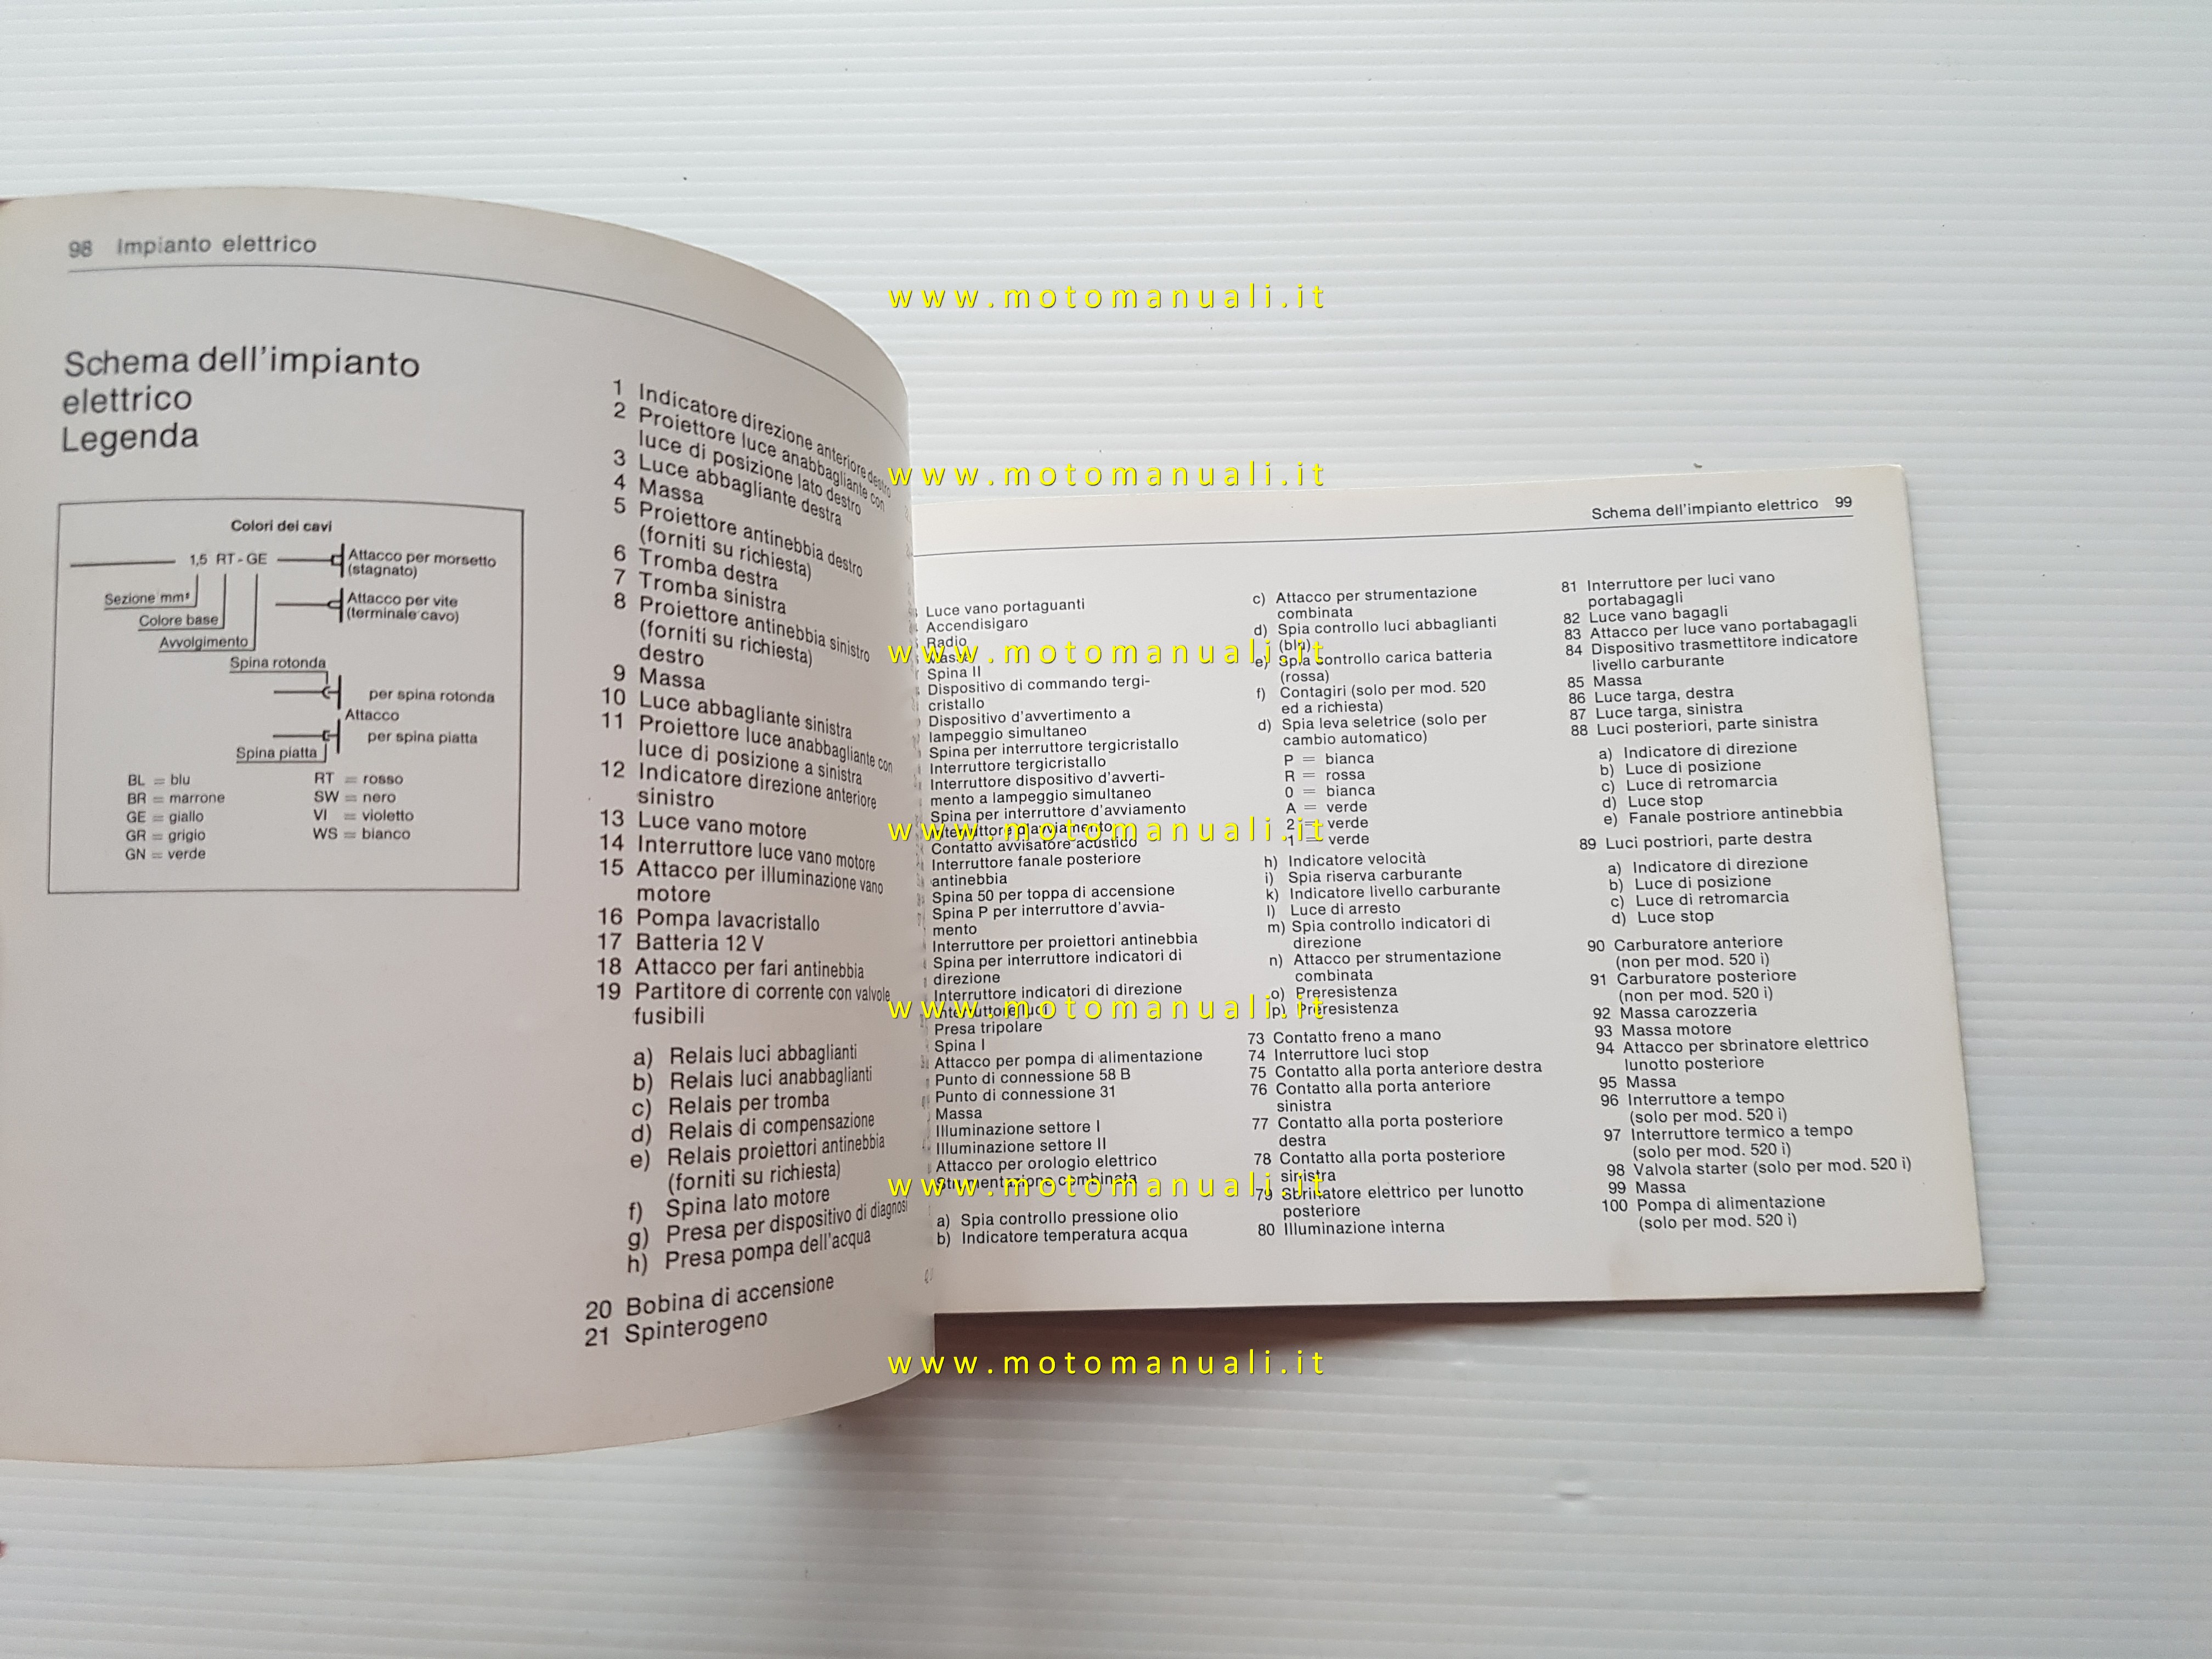 98 Impianto elettrico
Schema dell'impianto
elettrico
Legenda
Colori dei cavi
1,5 RT - GE
Attacco per morsetto
(stagnato)
Sezione mm²
Colore base
Avvolgimento
Attacco per vite
(terminale cavo)
Spina rotonda
per spina rotonda
Attacco
per spina piatta
Spina piatta
BL = blu
BR = marrone
GE = giallo
GR = grigio
GN = verde
RT = rosso
SW = nero
VI = violetto
WS = bianco
1 Indicatore direzione anteriore destro
2 Proiettore luce anabbagliante con
luce di posizione lato destro
3 Luce abbagliante destra
4 Massa
5 Proiettore antinebbia destro
(forniti su richiesta)
6 Tromba destra
7 Tromba sinistra
8 Proiettore antinebbia sinistro
(forniti su richiesta)
destro
9 Massa
10 Luce abbagliante sinistra
11 Proiettore luce anabbagliante con
luce di posizione a sinistra
12 Indicatore direzione anteriore
sinistro
13 Luce vano motore
14 Interruttore luce vano motore
15 Attacco per illuminazione vano
motore
16 Pompa lavacristallo
17 Batteria 12 V
18 Attacco per fari antinebbia
19 Partitore di corrente con valvole
fusibili
a) Relais luci abbaglianti
b) Relais luci anabbaglianti
c) Relais per tromba
d) Relais di compensazione
e) Relais proiettori antinebbia
(forniti su richiesta)
f) Spina lato motore
g) Presa per dispositivo di diagnosi
h) Presa pompa dell'acqua
20 Bobina di accensione
21 Spinterogeno
Schema dell'impianto elettrico 99
Luce vano portaguanti
Accendisigaro
Radio
Massa
Spina II
Dispositivo di commando tergi-
cristallo
Dispositivo d'avvertimento a
lampeggio simultaneo
Spina per interruttore tergicristallo
Interruttore tergicristallo
Interruttore dispositivo d'avverti-
mento a lampeggio simultaneo
Spina per interruttore d'avviamento
Interruttore d'avviamento
Contatto avvisatore acustico
Interruttore fanale posteriore
antinebbia
Spina 50 per toppa di accensione
Spina P per interruttore d'avvia-
mento
Interruttore per proiettori antinebbia
Spina per interruttore indicatori di
direzione
Interruttore indicatori di direzione
Interruttore luci
Presa tripolare
Spina I
Attacco per pompa di alimentazione
Punto di connessione 58 B
Punto di connessione 31
Massa
Illuminazione settore I
Illuminazione settore II
Attacco per orologio elettrico
Strumentazione combinata
a) Spia controllo pressione olio
b) Indicatore temperatura acqua
c) Attacco per strumentazione
combinata
d) Spia controllo luci abbaglianti
(blu)
e) Spia controllo carica batteria
(rossa)
f) Contagiri (solo per mod. 520
ed a richiesta)
d) Spia leva seletrice (solo per
cambio automatico)
P = bianca
R = rossa
0 = bianca
A = verde
2 = verde
1 = verde
h) Indicatore velocità
i) Spia riserva carburante
k) Indicatore livello carburante
l) Luce di arresto
m) Spia controllo indicatori di
direzione
n) Attacco per strumentazione
combinata
o) Preresistenza
p) Preresistenza
73 Contatto freno a mano
74 Interruttore luci stop
75 Contatto alla porta anteriore destra
76 Contatto alla porta anteriore
sinistra
77 Contatto alla porta posteriore
destra
78 Contatto alla porta posteriore
sinistra
79 Sbrinatore elettrico per lunotto
posteriore
80 Illuminazione interna
81 Interruttore per luci vano
portabagagli
82 Luce vano bagagli
83 Attacco per luce vano portabagagli
84 Dispositivo trasmettitore indicatore
livello carburante
85 Massa
86 Luce targa, destra
87 Luce targa, sinistra
88 Luci posteriori, parte sinistra
a) Indicatore di direzione
b) Luce di posizione
c) Luce di retromarcia
d) Luce stop
e) Fanale postriore antinebbia
89 Luci postriori, parte destra
a) Indicatore di direzione
b) Luce di posizione
c) Luce di retromarcia
d) Luce stop
90 Carburatore anteriore
(non per mod. 520 i)
91 Carburatore posteriore
(non per mod. 520 i)
92 Massa carozzeria
93 Massa motore
94 Attacco per sbrinatore elettrico
lunotto posteriore
95 Massa
96 Interruttore a tempo
(solo per mod. 520 i)
97 Interruttore termico a tempo
(solo per mod. 520 i)
98 Valvola starter (solo per mod. 520 i)
99 Massa
100 Pompa di alimentazione
(solo per mod. 520 i)
www.motomanuali.it
www.motomanuali.it
www.motomanuali.it
www.motomanuali.it
www.motomanuali.it
www.motomanuali.it
www.motomanuali.it